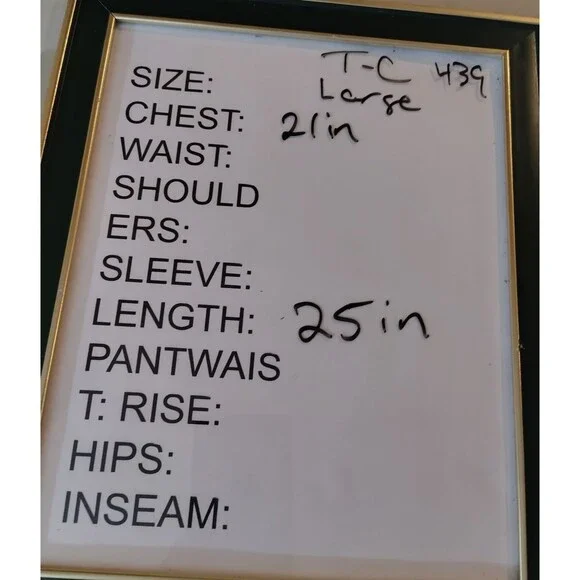 T-C 439
SIZE: Large
CHEST: 21in
WAIST:
SHOULD
ERS:
SLEEVE:
LENGTH: 25in
PANTWAIS
T: RISE:
HIPS:
INSEAM: